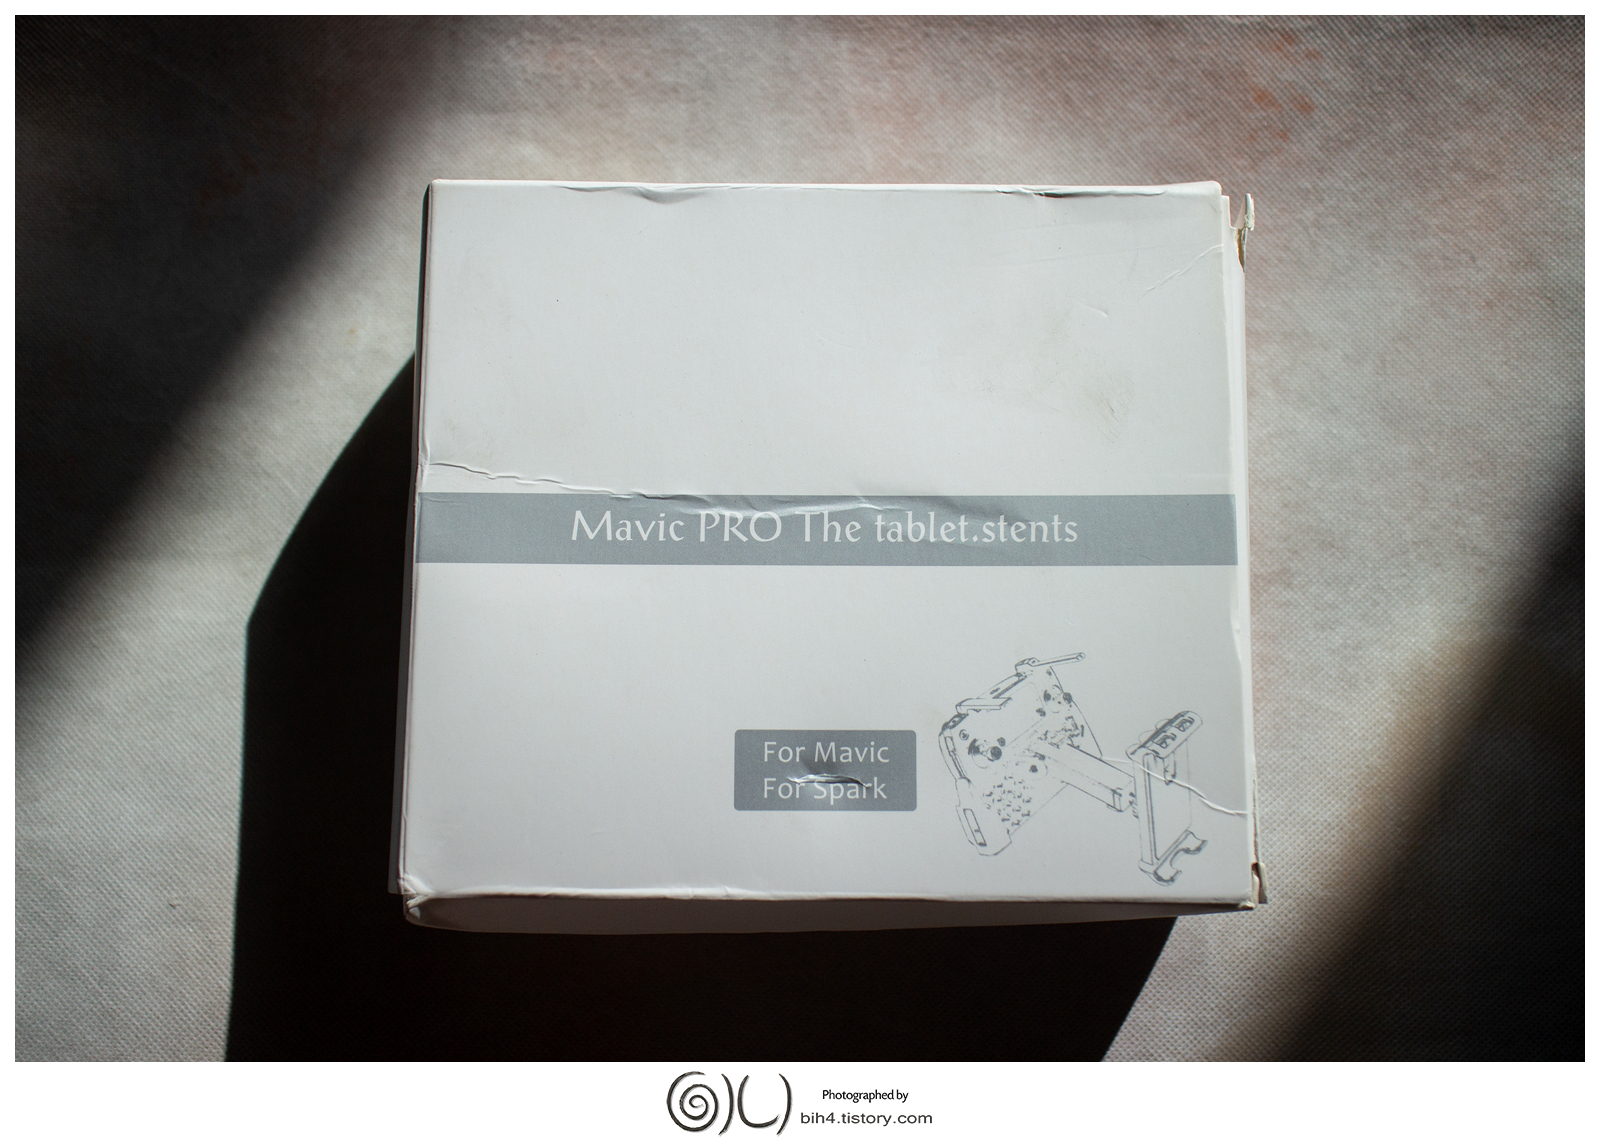 Mavic PRO The tablet.stents
For Mavic
For Spark
Photographed by
bih4.tistory.com